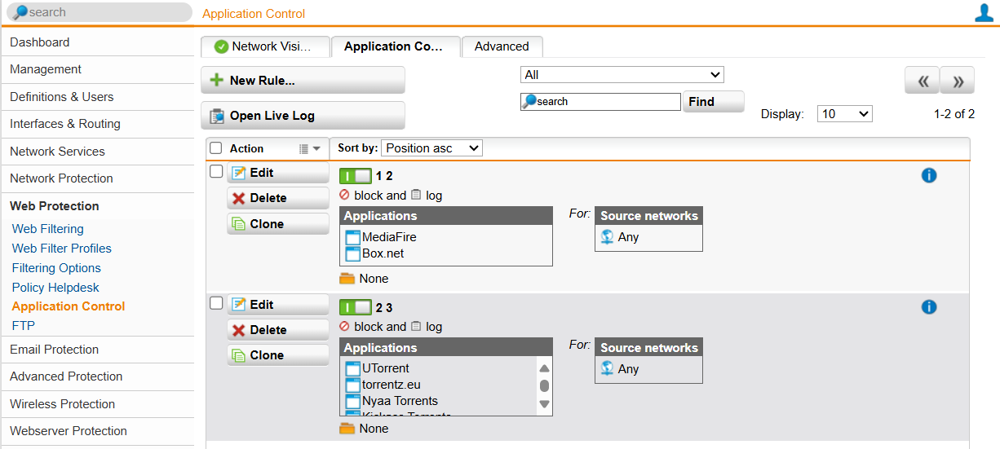 search
Application Control
Dashboard
Management
Definitions & Users
Interfaces & Routing
Network Services
Network Protection
Web Protection
Web Filtering
Web Filter Profiles
Filtering Options
Policy Helpdesk
Application Control
FTP
Email Protection
Advanced Protection
Wireless Protection
Webserver Protection
Network Visi…
Application Co…
Advanced
New Rule...
Open Live Log
All
search
Find
Display:
10
1-2 of 2
Action
Sort by:
Position asc
Edit
Delete
Clone
1 2
block and log
Applications
MediaFire
Box.net
None
For:
Source networks
Any
Edit
Delete
Clone
2 3
block and log
Applications
UTorrent
torrentz.eu
Nyaa Torrents
Kickass Torrents
None
For:
Source networks
Any